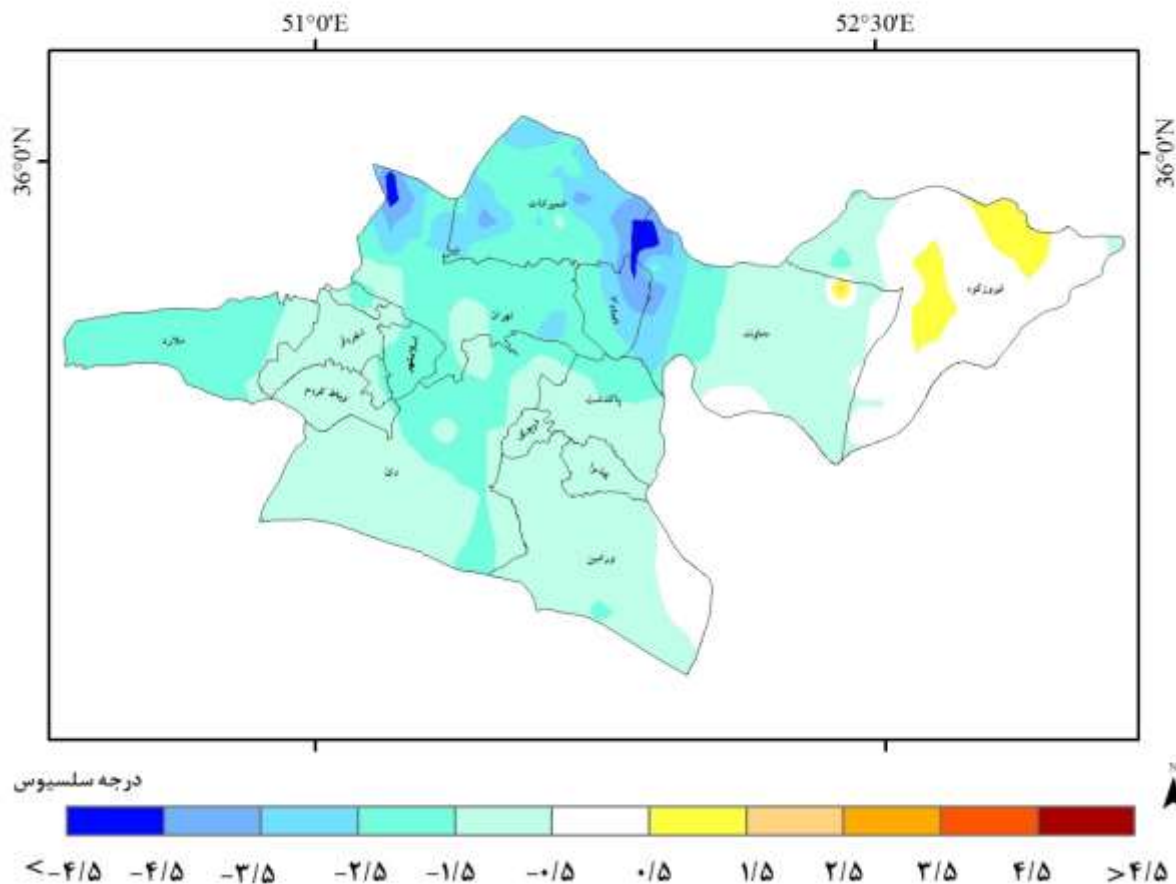 51°0'E 52°30'E
36°0'N 36°0'N
شمیرانات
فیروزکوه
تهران
دماوند
ملارد
شهریار
بهارستان
رباط کریم
پاکدشت
ری
پیشوا
ورامین
درجه سلسیوس
N
<-۴/۵ -۴/۵ -۳/۵ -۲/۵ -۱/۵ -۰/۵ ۰/۵ ۱/۵ ۲/۵ ۳/۵ ۴/۵ >۴/۵